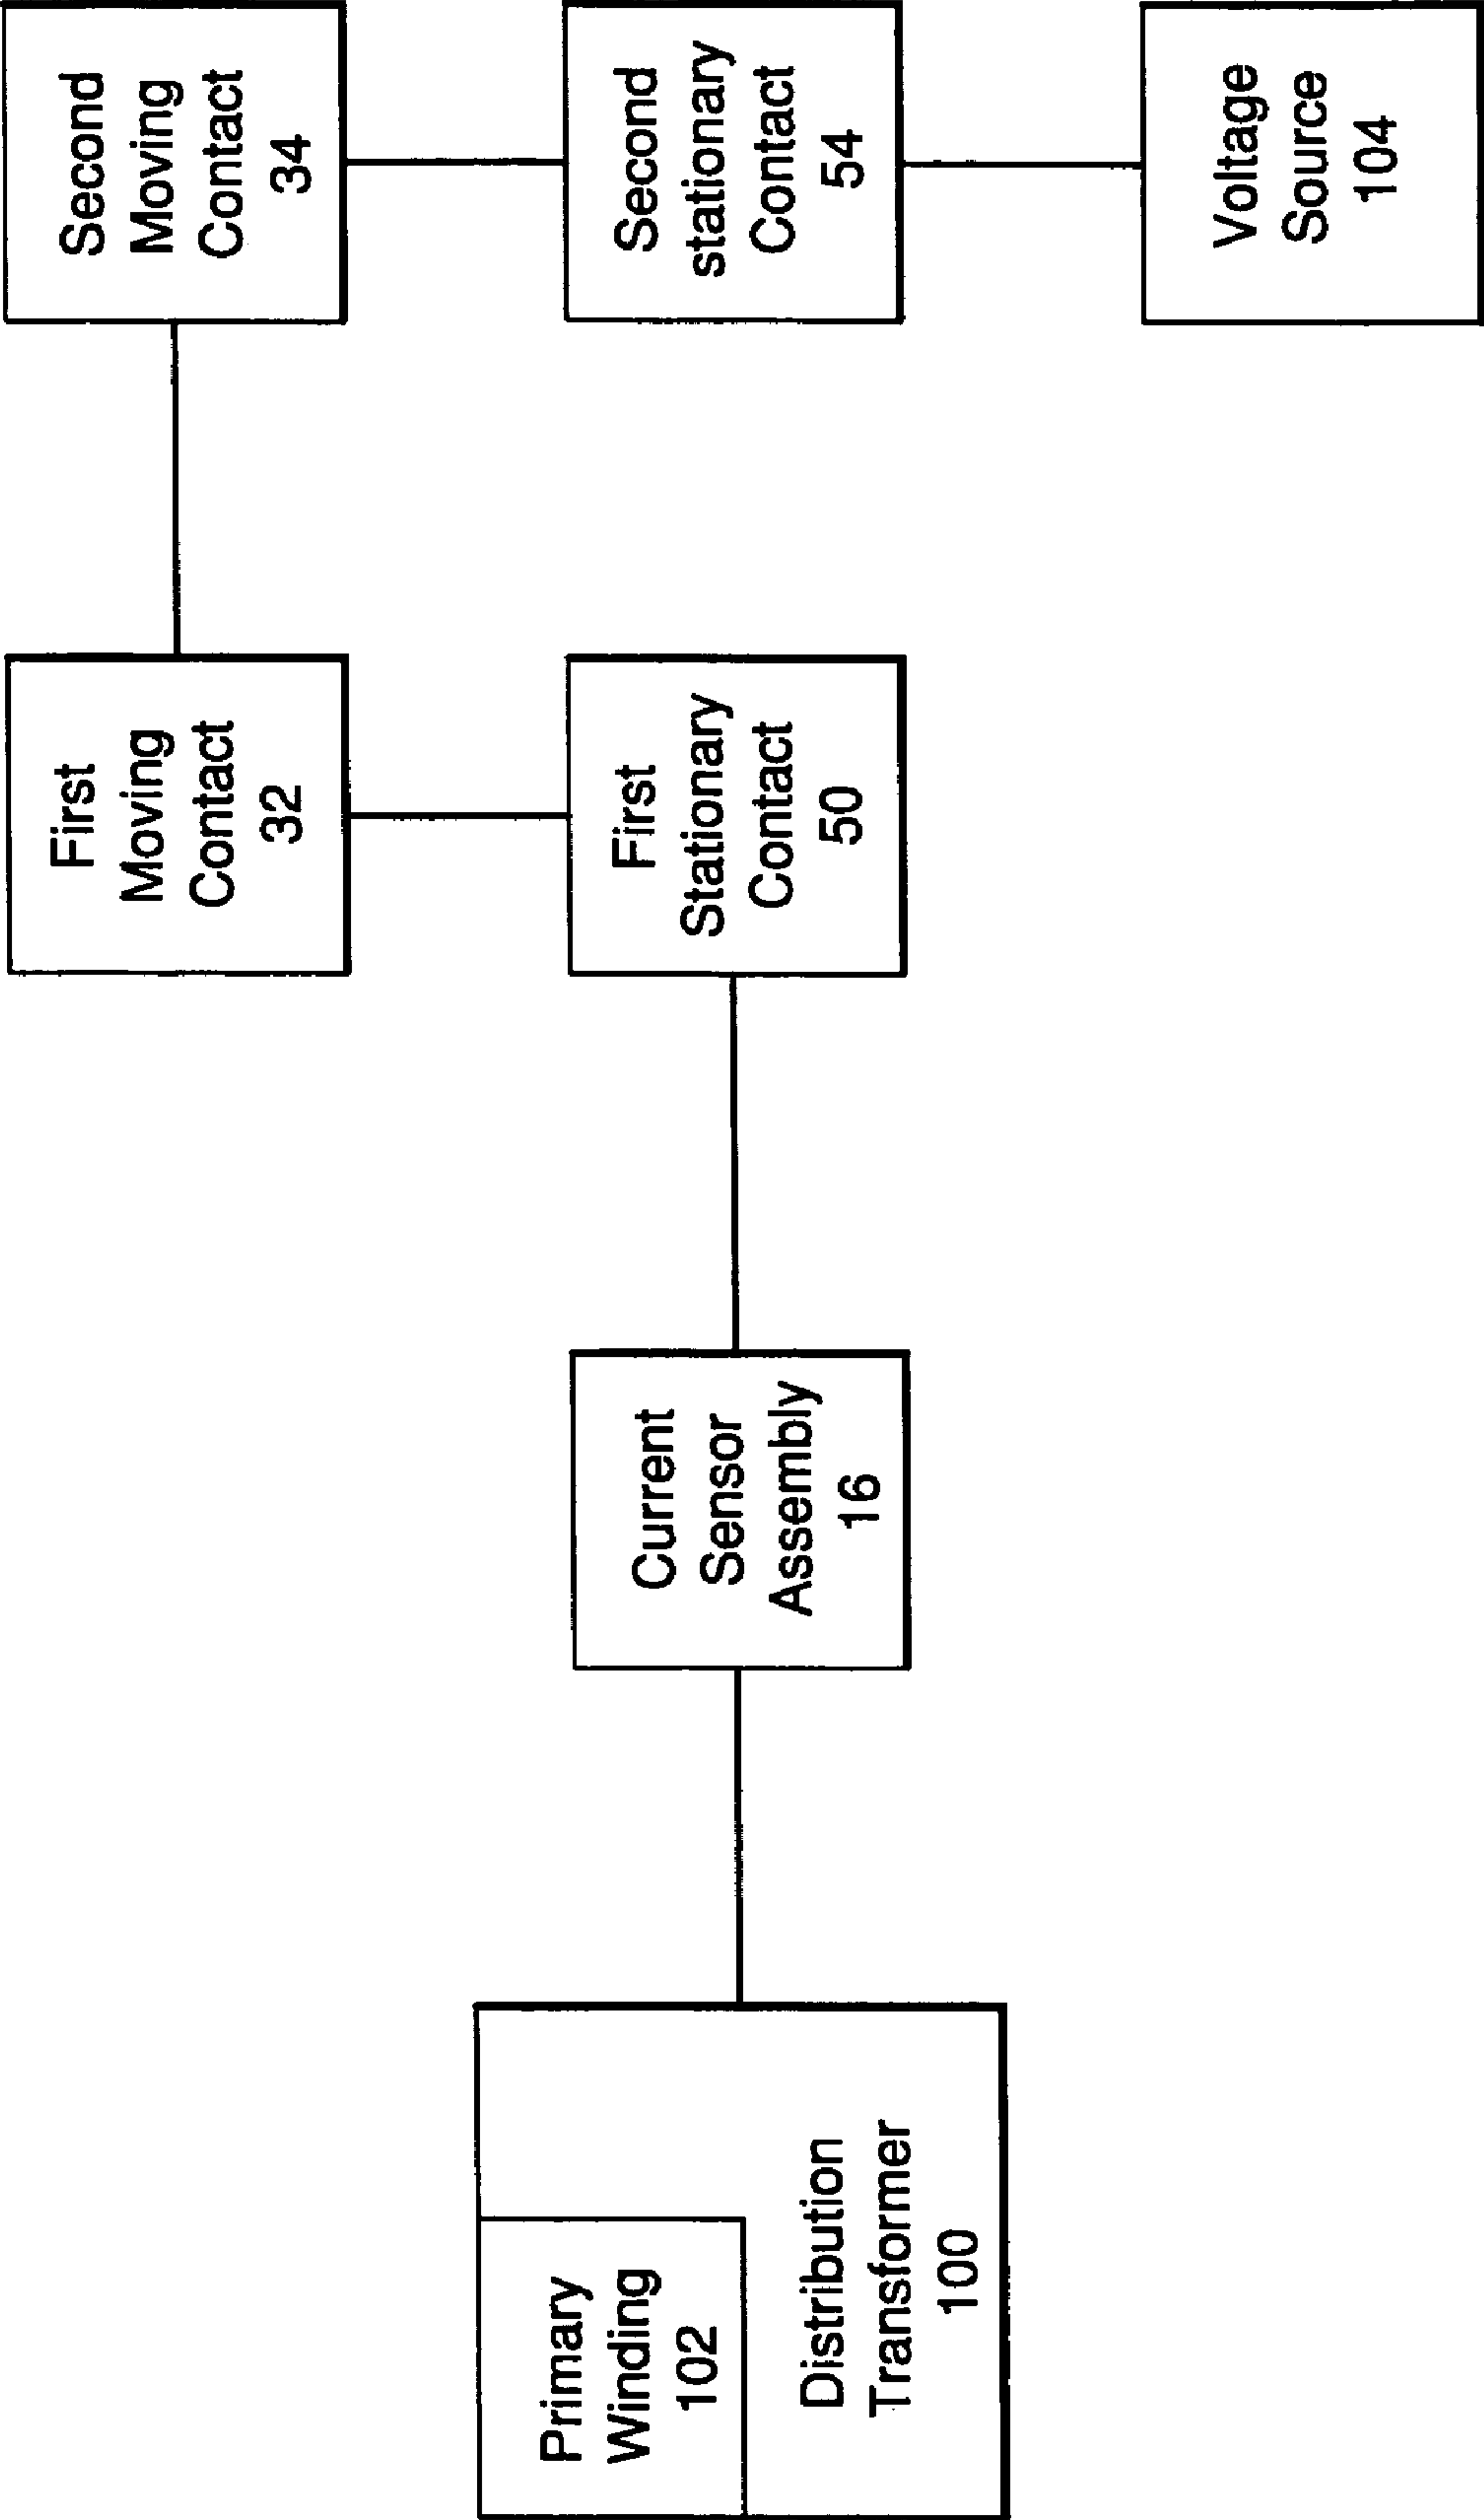 First
Moving
Contact
32
Second
Moving
Contact
34
Primary
Winding
102
Distribution
Transformer
100
Current
Sensor
Assembly
16
First
Stationary
Contact
50
Second
stationary
Contact
54
Voltage
Source
104